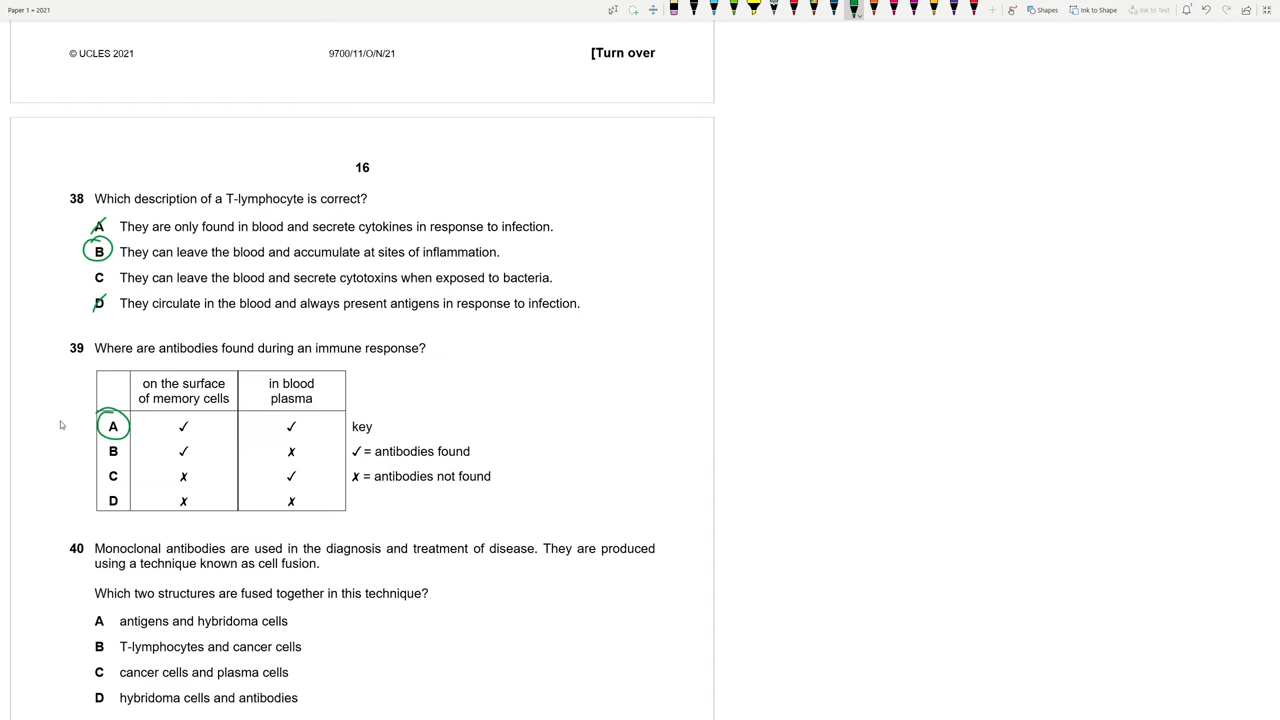 Paper 1 » 2021
Shapes
Ink to Shape
Ink to Text
© UCLES 2021
9700/11/O/N/21
[Turn over
16
38 Which description of a T-lymphocyte is correct?
A They are only found in blood and secrete cytokines in response to infection.
B They can leave the blood and accumulate at sites of inflammation.
C They can leave the blood and secrete cytotoxins when exposed to bacteria.
D They circulate in the blood and always present antigens in response to infection.
39 Where are antibodies found during an immune response?
on the surface of memory cells
in blood plasma
A ✓ ✓ key
B ✓ ✗ ✓ = antibodies found
C ✗ ✓ ✗ = antibodies not found
D ✗ ✗
40 Monoclonal antibodies are used in the diagnosis and treatment of disease. They are produced
using a technique known as cell fusion.
Which two structures are fused together in this technique?
A antigens and hybridoma cells
B T-lymphocytes and cancer cells
C cancer cells and plasma cells
D hybridoma cells and antibodies